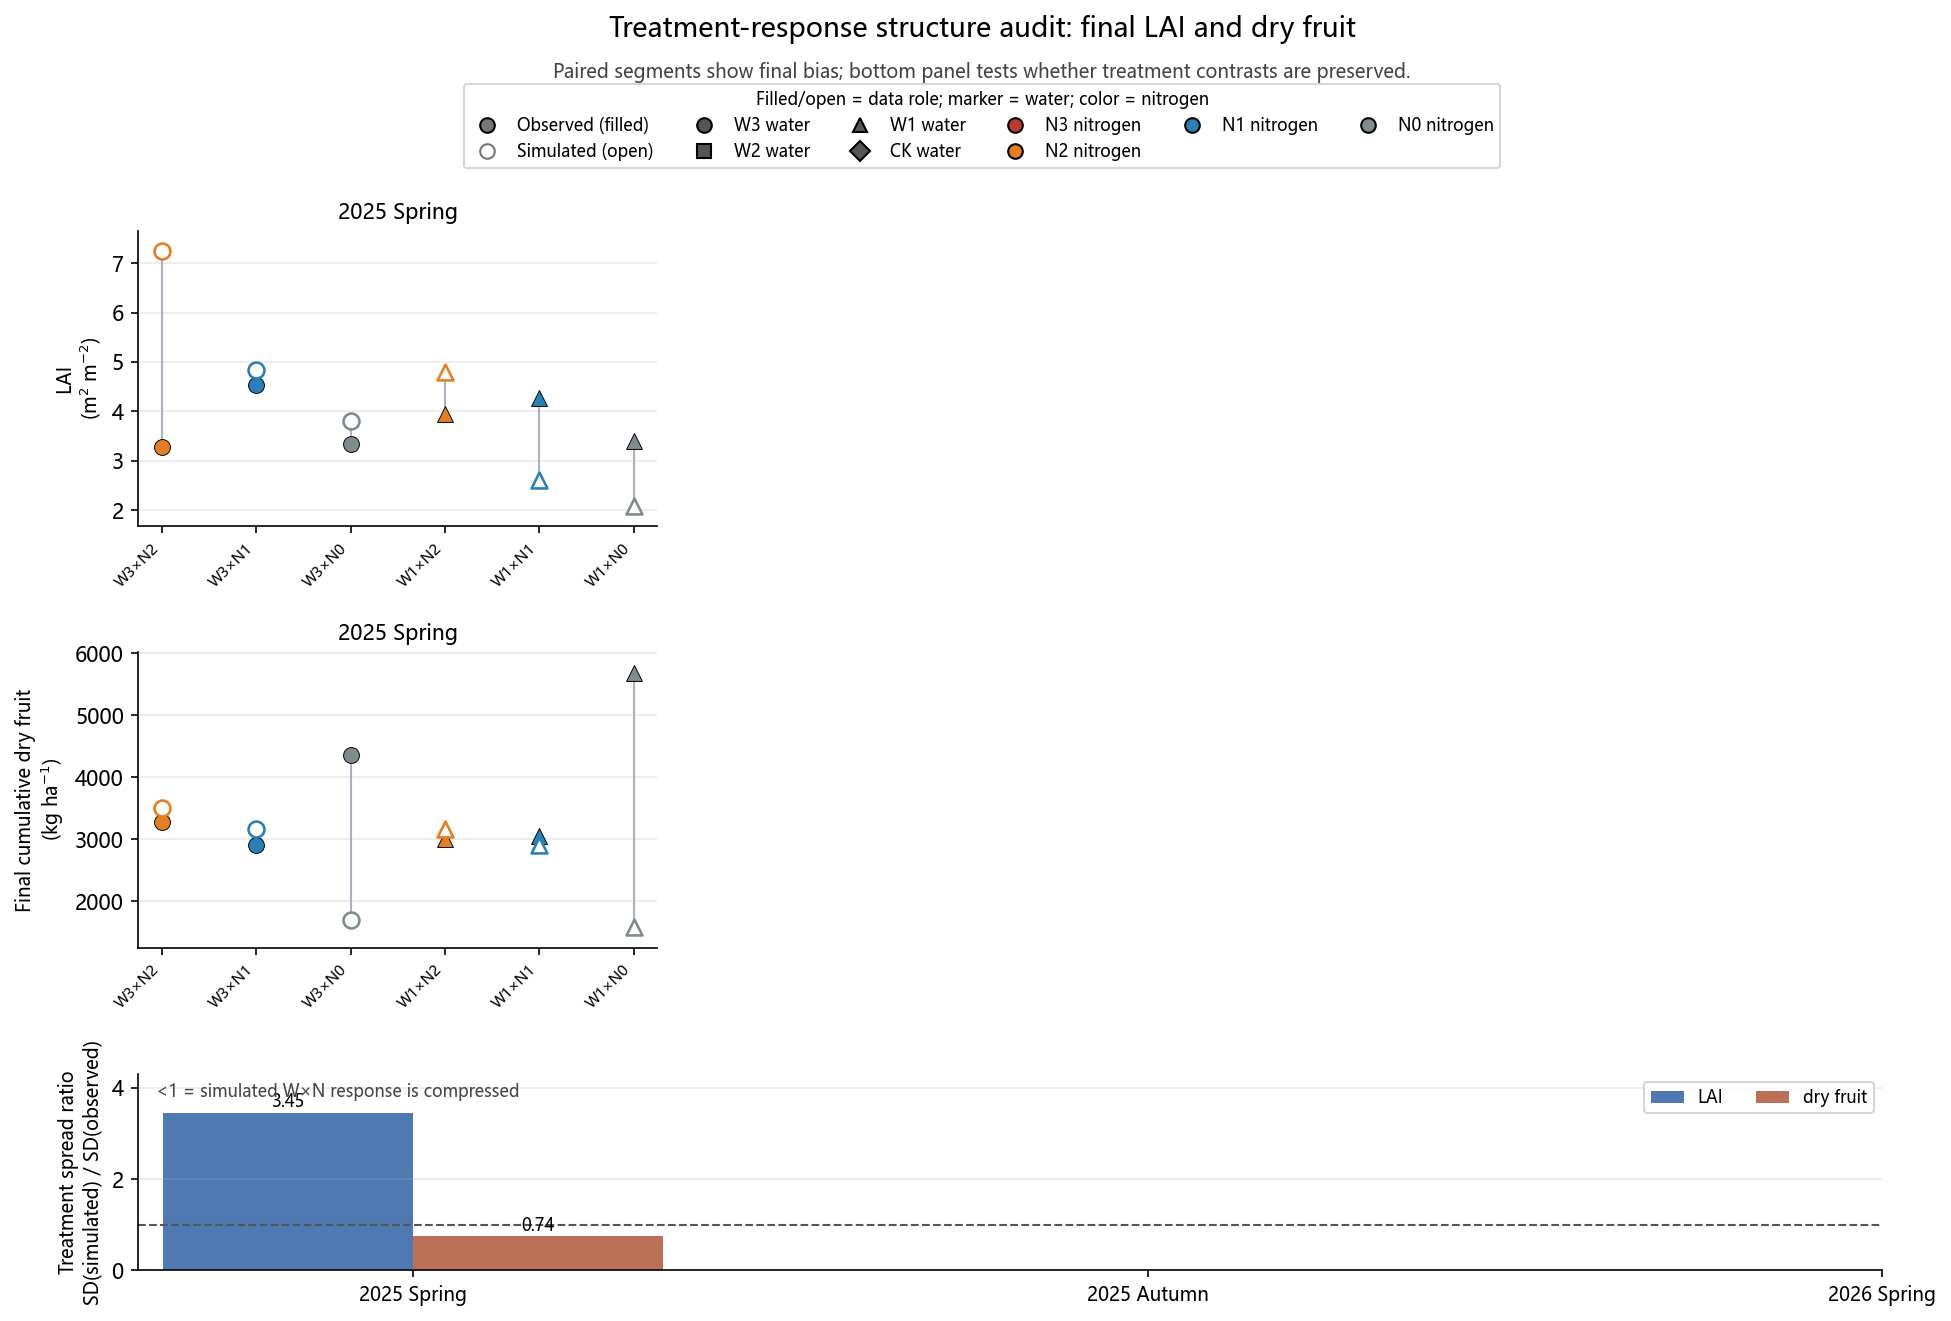 Treatment-response structure audit: final LAI and dry fruit
Paired segments show final bias; bottom panel tests whether treatment contrasts are preserved.
Filled/open = data role; marker = water; color = nitrogen
Observed (filled)
Simulated (open)
W3 water
W2 water
W1 water
CK water
N3 nitrogen
N2 nitrogen
N1 nitrogen
N0 nitrogen
2025 Spring
LAI
(m² m⁻²)
7
6
5
4
3
2
W3×N2
W3×N1
W3×N0
W1×N2
W1×N1
W1×N0
2025 Spring
Final cumulative dry fruit
(kg ha⁻¹)
6000
5000
4000
3000
2000
W3×N2
W3×N1
W3×N0
W1×N2
W1×N1
W1×N0
Treatment spread ratio
SD(simulated) / SD(observed)
4
2
0
<1 = simulated W×N response is compressed
3.45
0.74
LAI
dry fruit
2025 Spring
2025 Autumn
2026 Spring